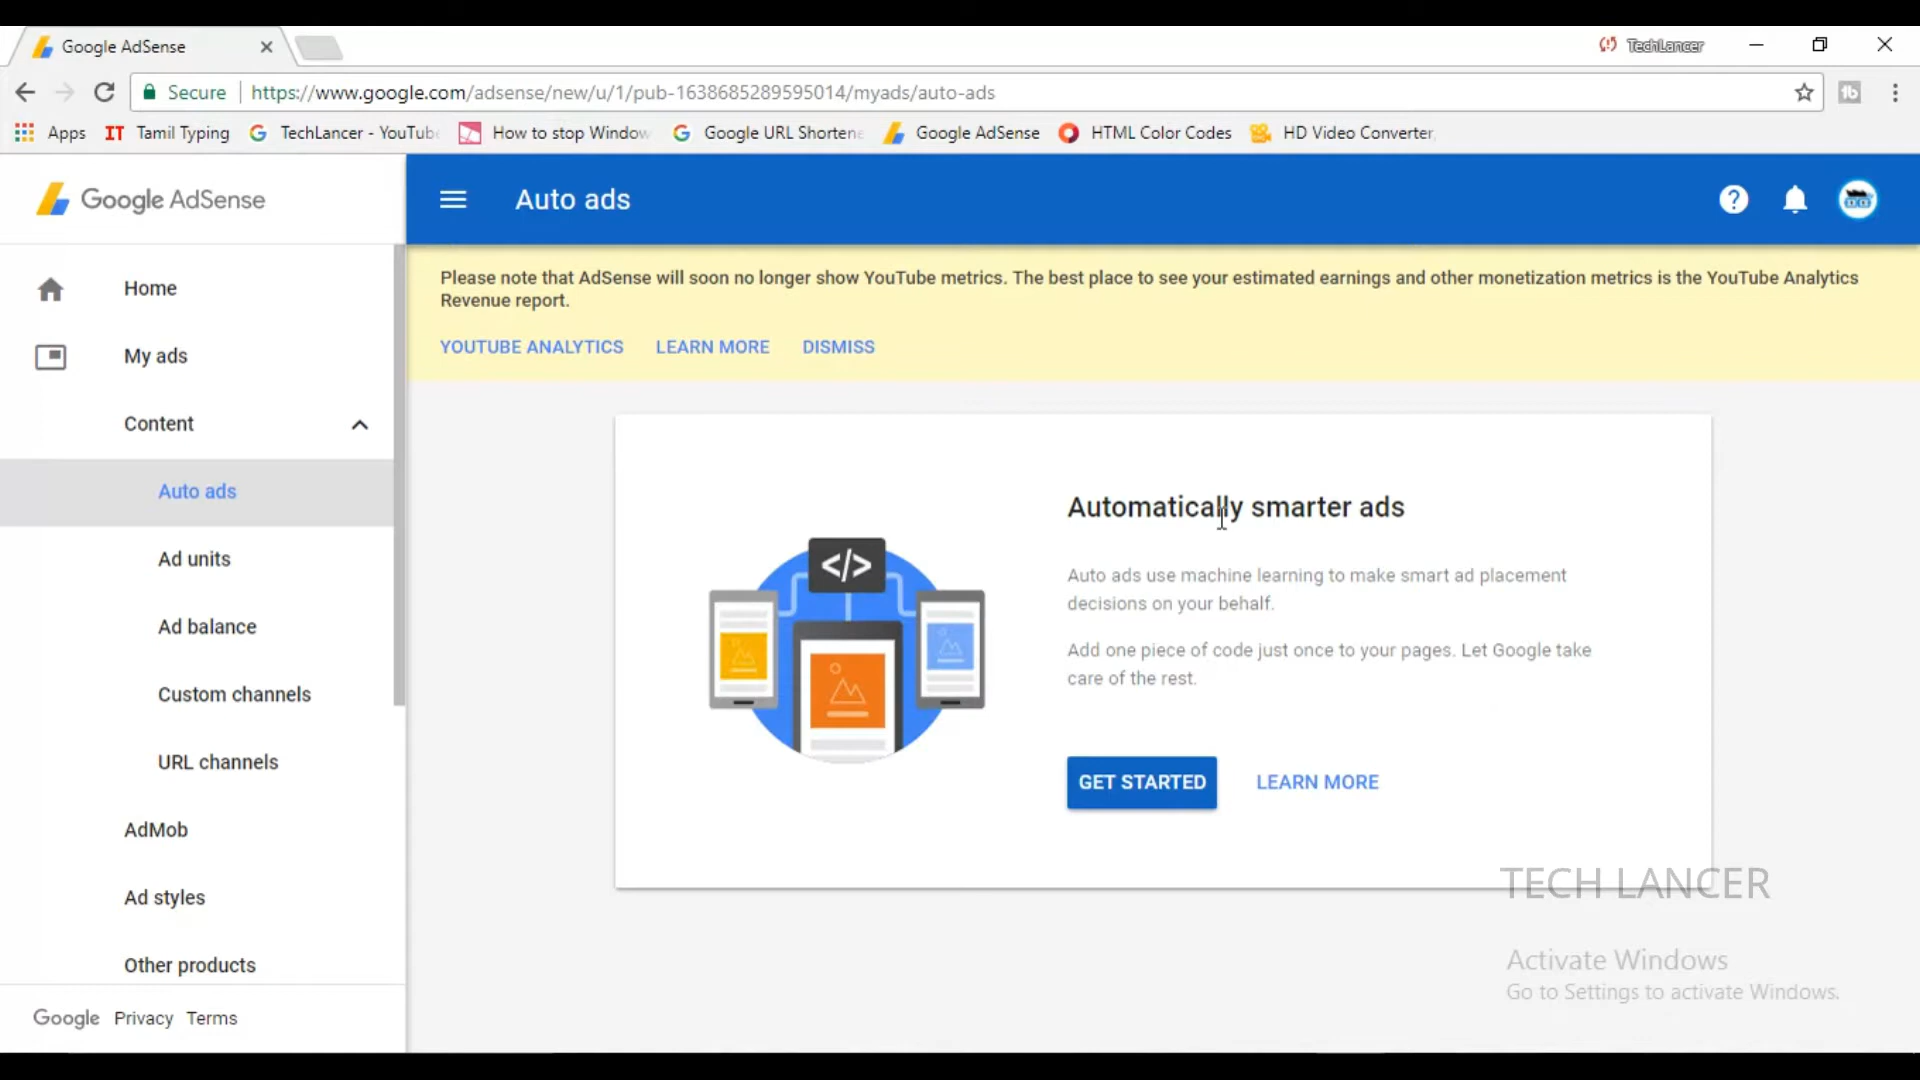 Google AdSense
TechLancer
Secure
https://www.google.com/adsense/new/u/1/pub-1638685289595014/myads/auto-ads
Apps
IT Tamil Typing
TechLancer - YouTube
How to stop Window
Google URL Shortene
Google AdSense
HTML Color Codes
HD Video Converter,
Google AdSense
Auto ads
Home
My ads
Content
Auto ads
Ad units
Ad balance
Custom channels
URL channels
AdMob
Ad styles
Other products
Google Privacy Terms
Please note that AdSense will soon no longer show YouTube metrics. The best place to see your estimated earnings and other monetization metrics is the YouTube Analytics
Revenue report.
YOUTUBE ANALYTICS LEARN MORE DISMISS
</>
Automatically smarter ads
Auto ads use machine learning to make smart ad placement
decisions on your behalf.
Add one piece of code just once to your pages. Let Google take
care of the rest.
GET STARTED LEARN MORE
TECH LANCER
Activate Windows
Go to Settings to activate Windows.